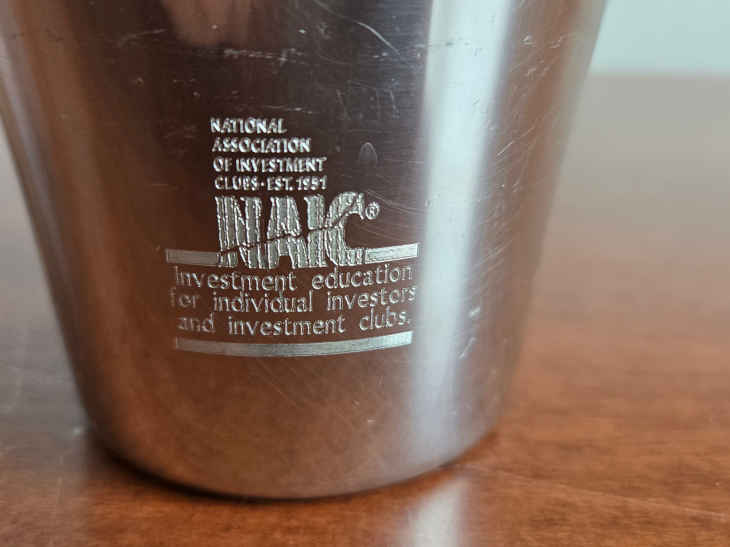 NATIONAL
ASSOCIATION
OF INVESTMENT
CLUBS·EST. 1951
NAIC®
Investment education
for individual investors
and investment clubs.